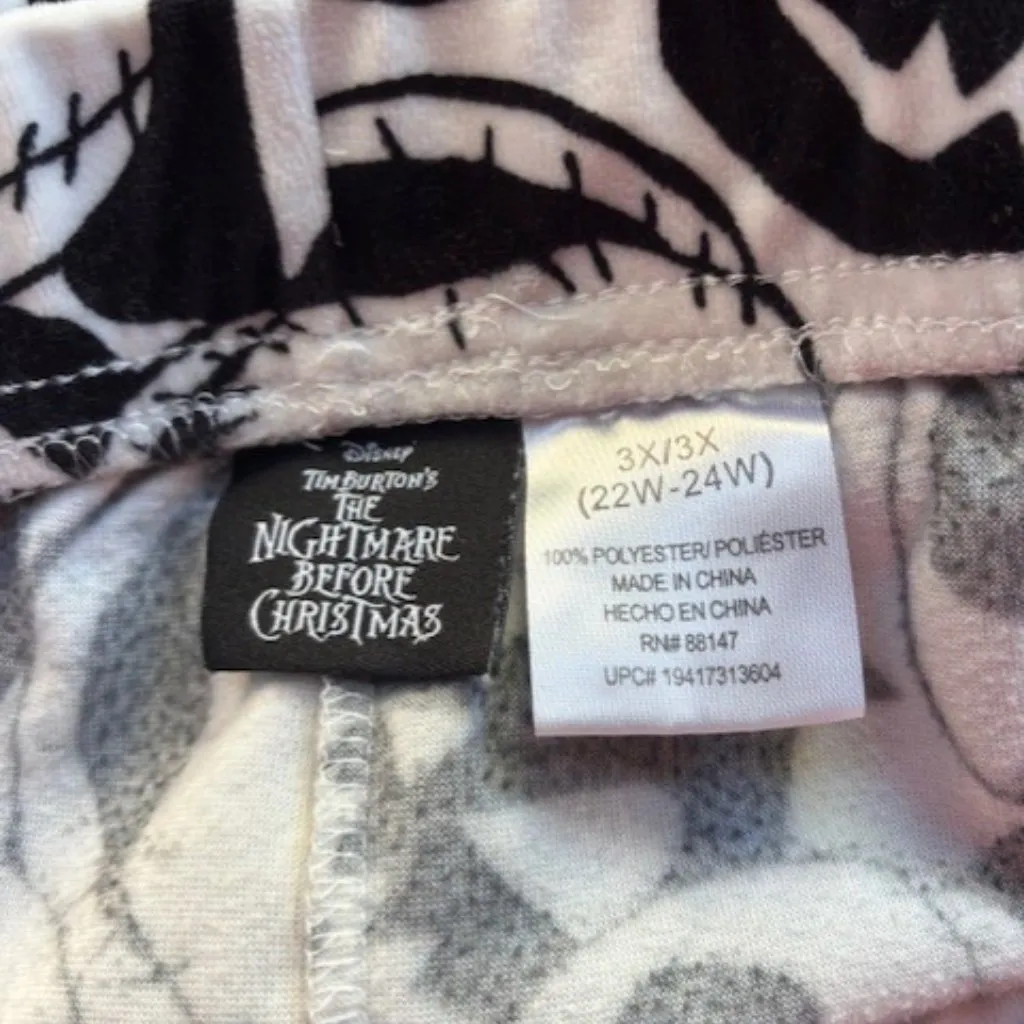 Disney
TIM BURTON'S
THE
NIGHTMARE
BEFORE
CHRISTMAS
3X/3X
(22W-24W)
100% POLYESTER/POLIÉSTER
MADE IN CHINA
HECHO EN CHINA
RN# 88147
UPC# 19417313604